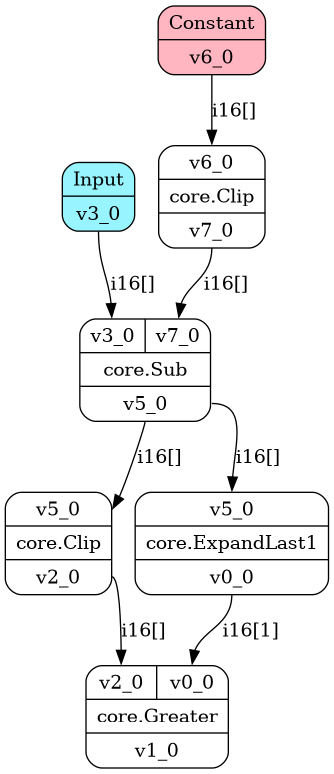 Constant
v6_0
i16[]
Input
v3_0
v6_0
core.Clip
v7_0
i16[]
i16[]
v3_0 v7_0
core.Sub
v5_0
i16[]
i16[]
v5_0
core.Clip
v2_0
v5_0
core.ExpandLast1
v0_0
i16[]
i16[1]
v2_0 v0_0
core.Greater
v1_0